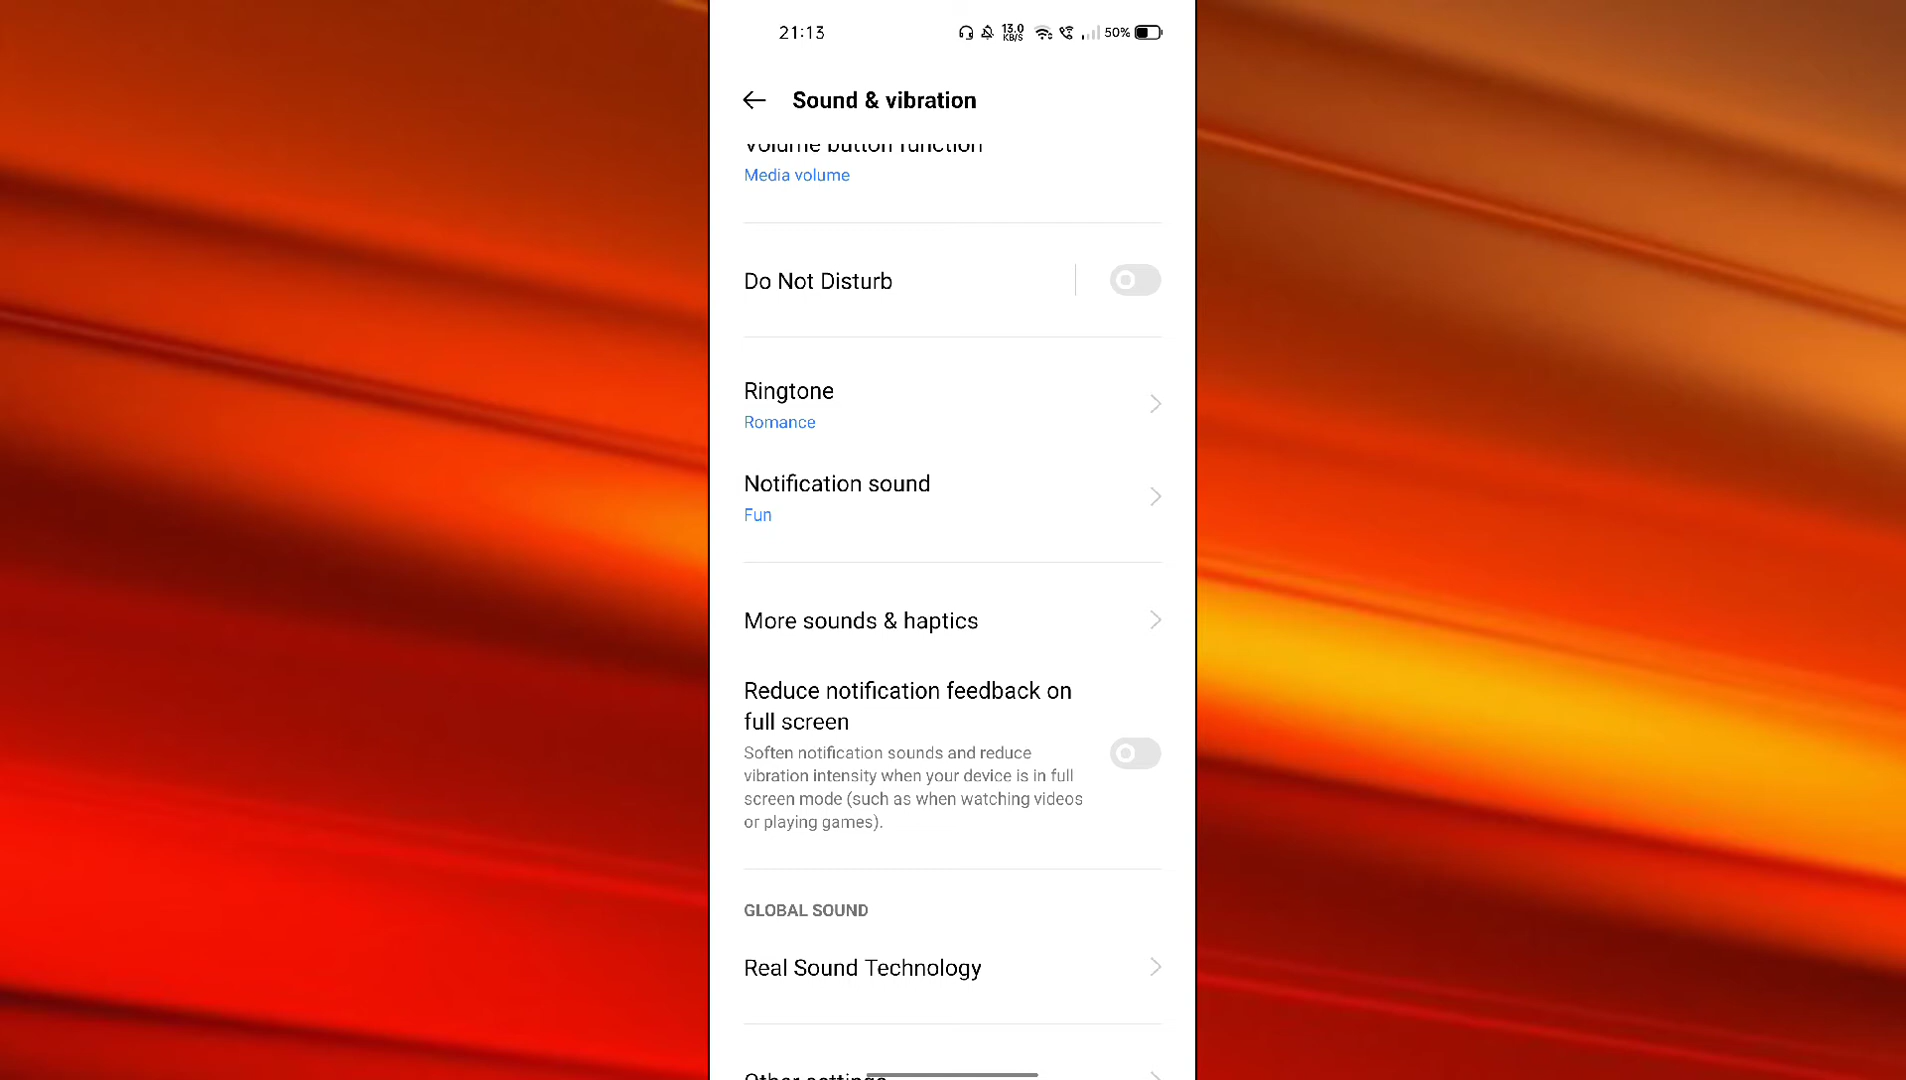 21:13
13.0
KB/S
50%
Sound & vibration
Volume button function
Media volume
Do Not Disturb
Ringtone
Romance
Notification sound
Fun
More sounds & haptics
Reduce notification feedback on
full screen
Soften notification sounds and reduce
vibration intensity when your device is in full
screen mode (such as when watching videos
or playing games).
GLOBAL SOUND
Real Sound Technology
Other settings